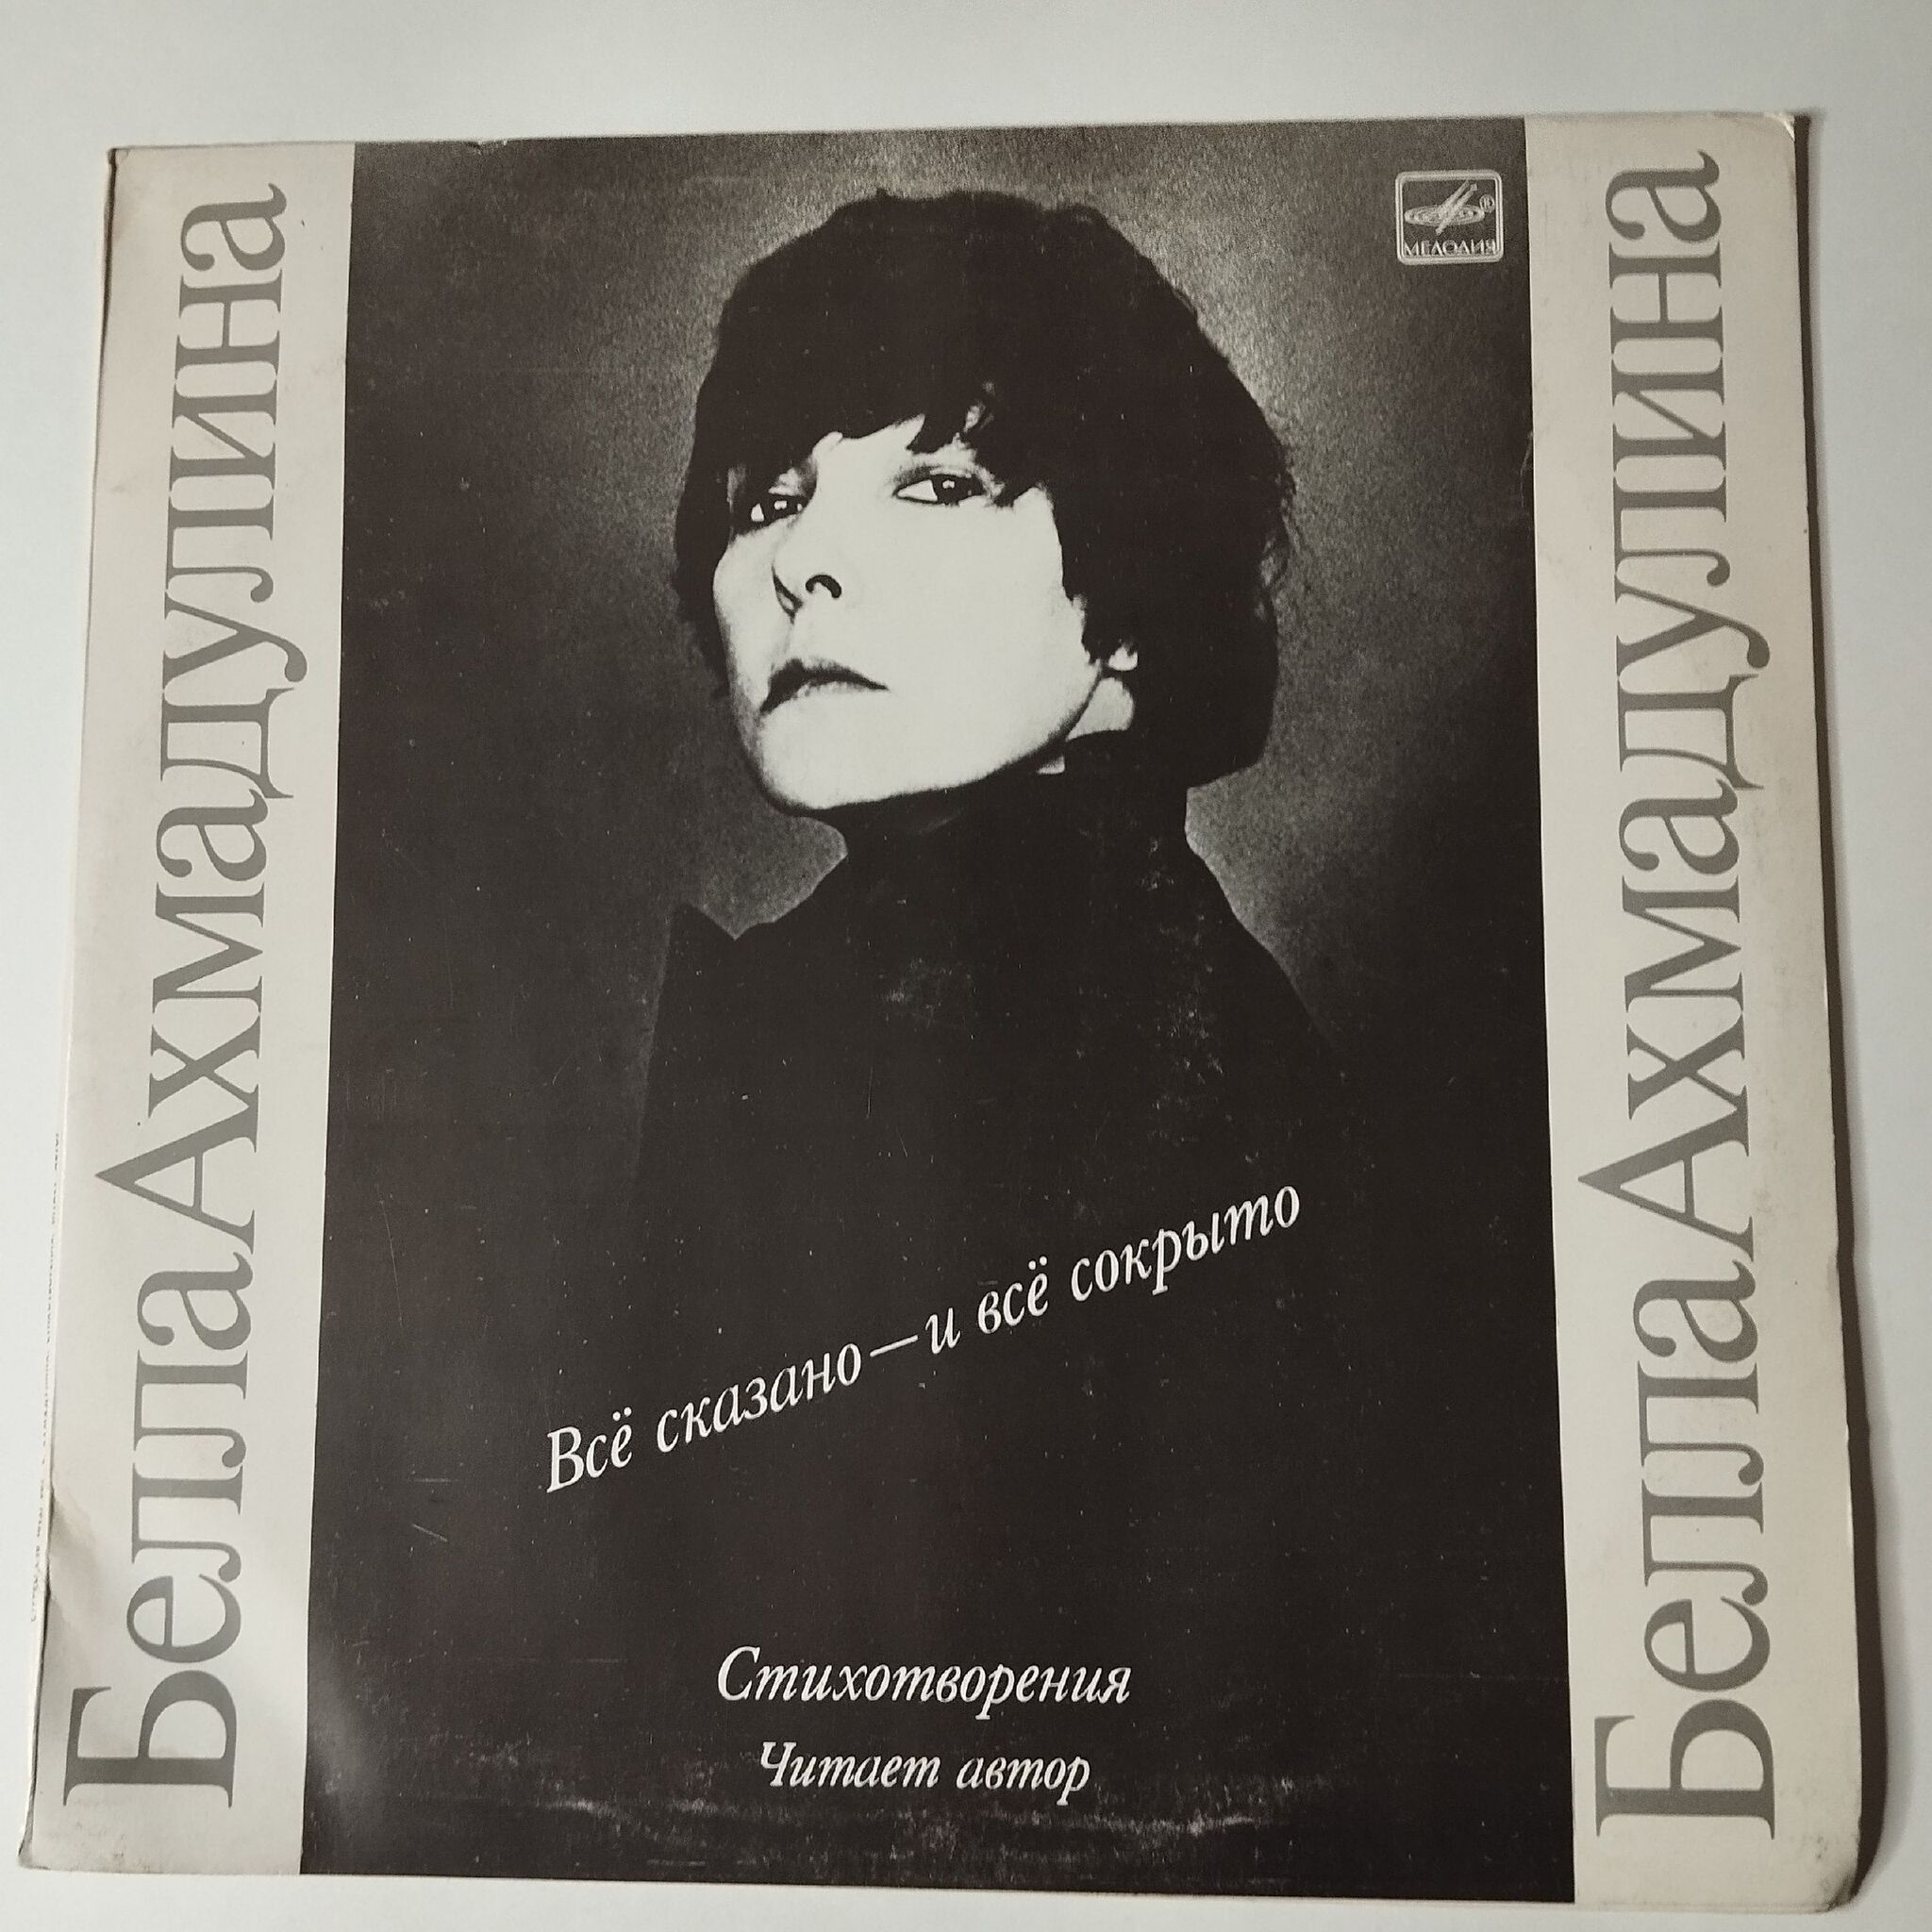 Белла Ахмадулина
МЕЛОДИЯ
®
Всё сказано — и всё сокрыто
Стихотворения
Читает автор
Белла Ахмадулина